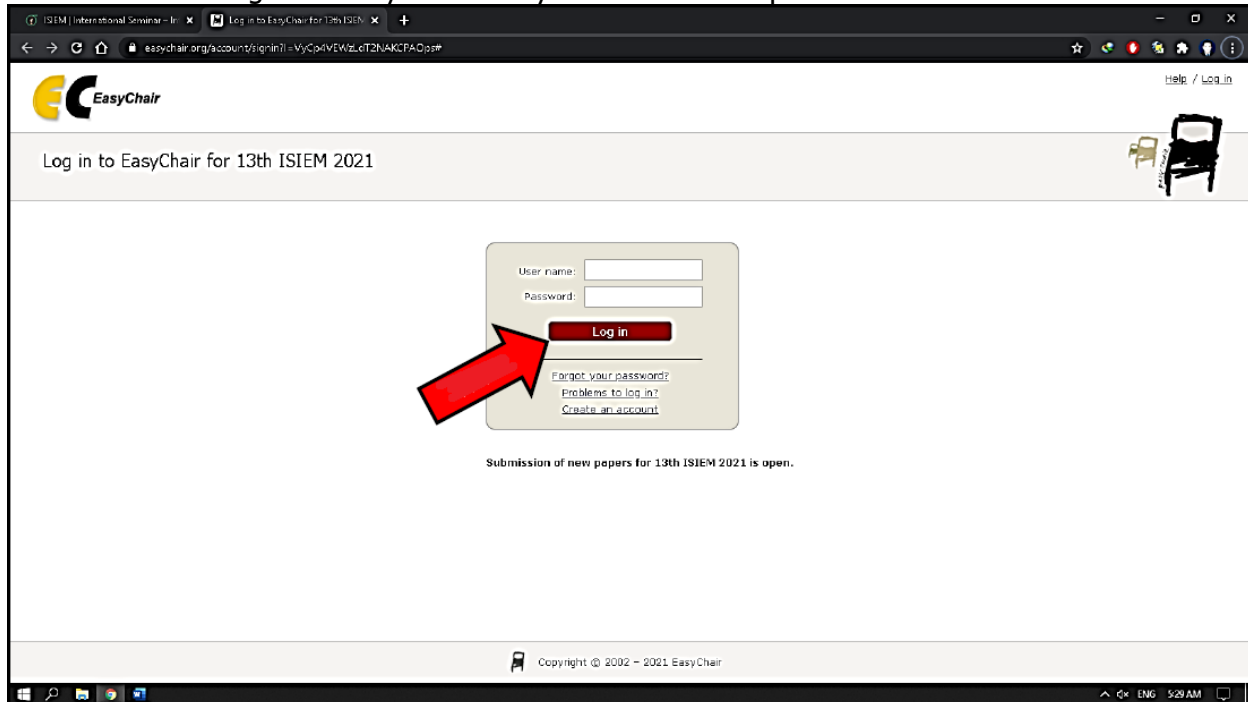 ISIEM | International Seminar – In
Log in to EasyChair for 13th ISIEM
easychair.org/account/signin?l=
EasyChair
Help / Log in
Log in to EasyChair for 13th ISIEM 2021
User name:
Password:
Log in
Forgot your password?
Problems to log in?
Create an account
Submission of new papers for 13th ISIEM 2021 is open.
Copyright © 2002 – 2021 EasyChair
ENG 5:29 AM